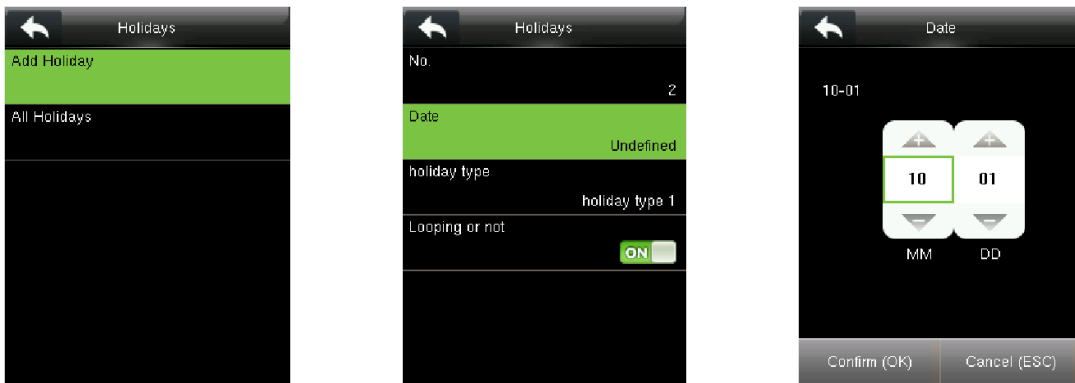 Holidays
Add Holiday
All Holidays
Holidays
No.
2
Date
Undefined
holiday type
holiday type 1
Looping or not
ON
Date
10-01
10 01
MM DD
Confirm (OK) Cancel (ESC)